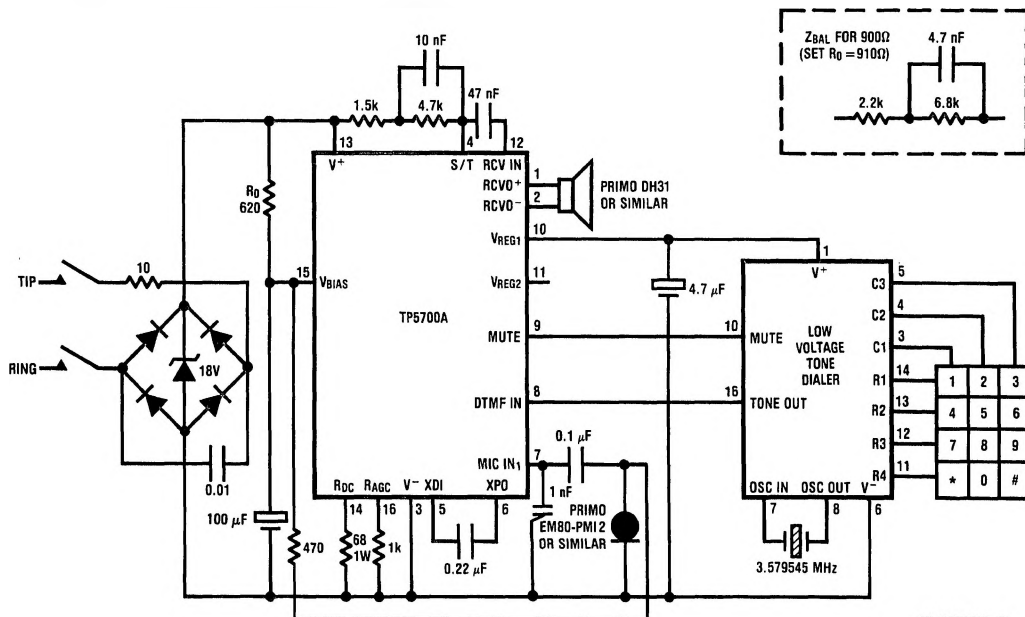 10 nF
1.5k
4.7k
47 nF
13
4
12
V+
S/T
RCV IN
ZBAL FOR 900Ω
(SET R0 = 910Ω)
4.7 nF
2.2k
6.8k
R0
620
1
RCVO+
2
RCVO−
PRIMO DH31
OR SIMILAR
10
VREG1
15
VBIAS
11
VREG2
TP5700A
9
MUTE
8
DTMF IN
7
MIC IN1
TIP
10
RING
18V
0.01
100 μF
470
RDC
RAGC
V−
XDI
XPO
14
16
3
5
6
68
1W
1k
0.22 μF
0.1 μF
1 nF
PRIMO
EM80-PMI2
OR SIMILAR
4.7 μF
1
V+
10
MUTE
LOW
VOLTAGE
TONE
DIALER
16
TONE OUT
C3
5
C2
4
C1
3
R1
14
R2
13
R3
12
R4
11
OSC IN
OSC OUT
V−
7
8
6
3.579545 MHz
1 2 3
4 5 6
7 8 9
* 0 #